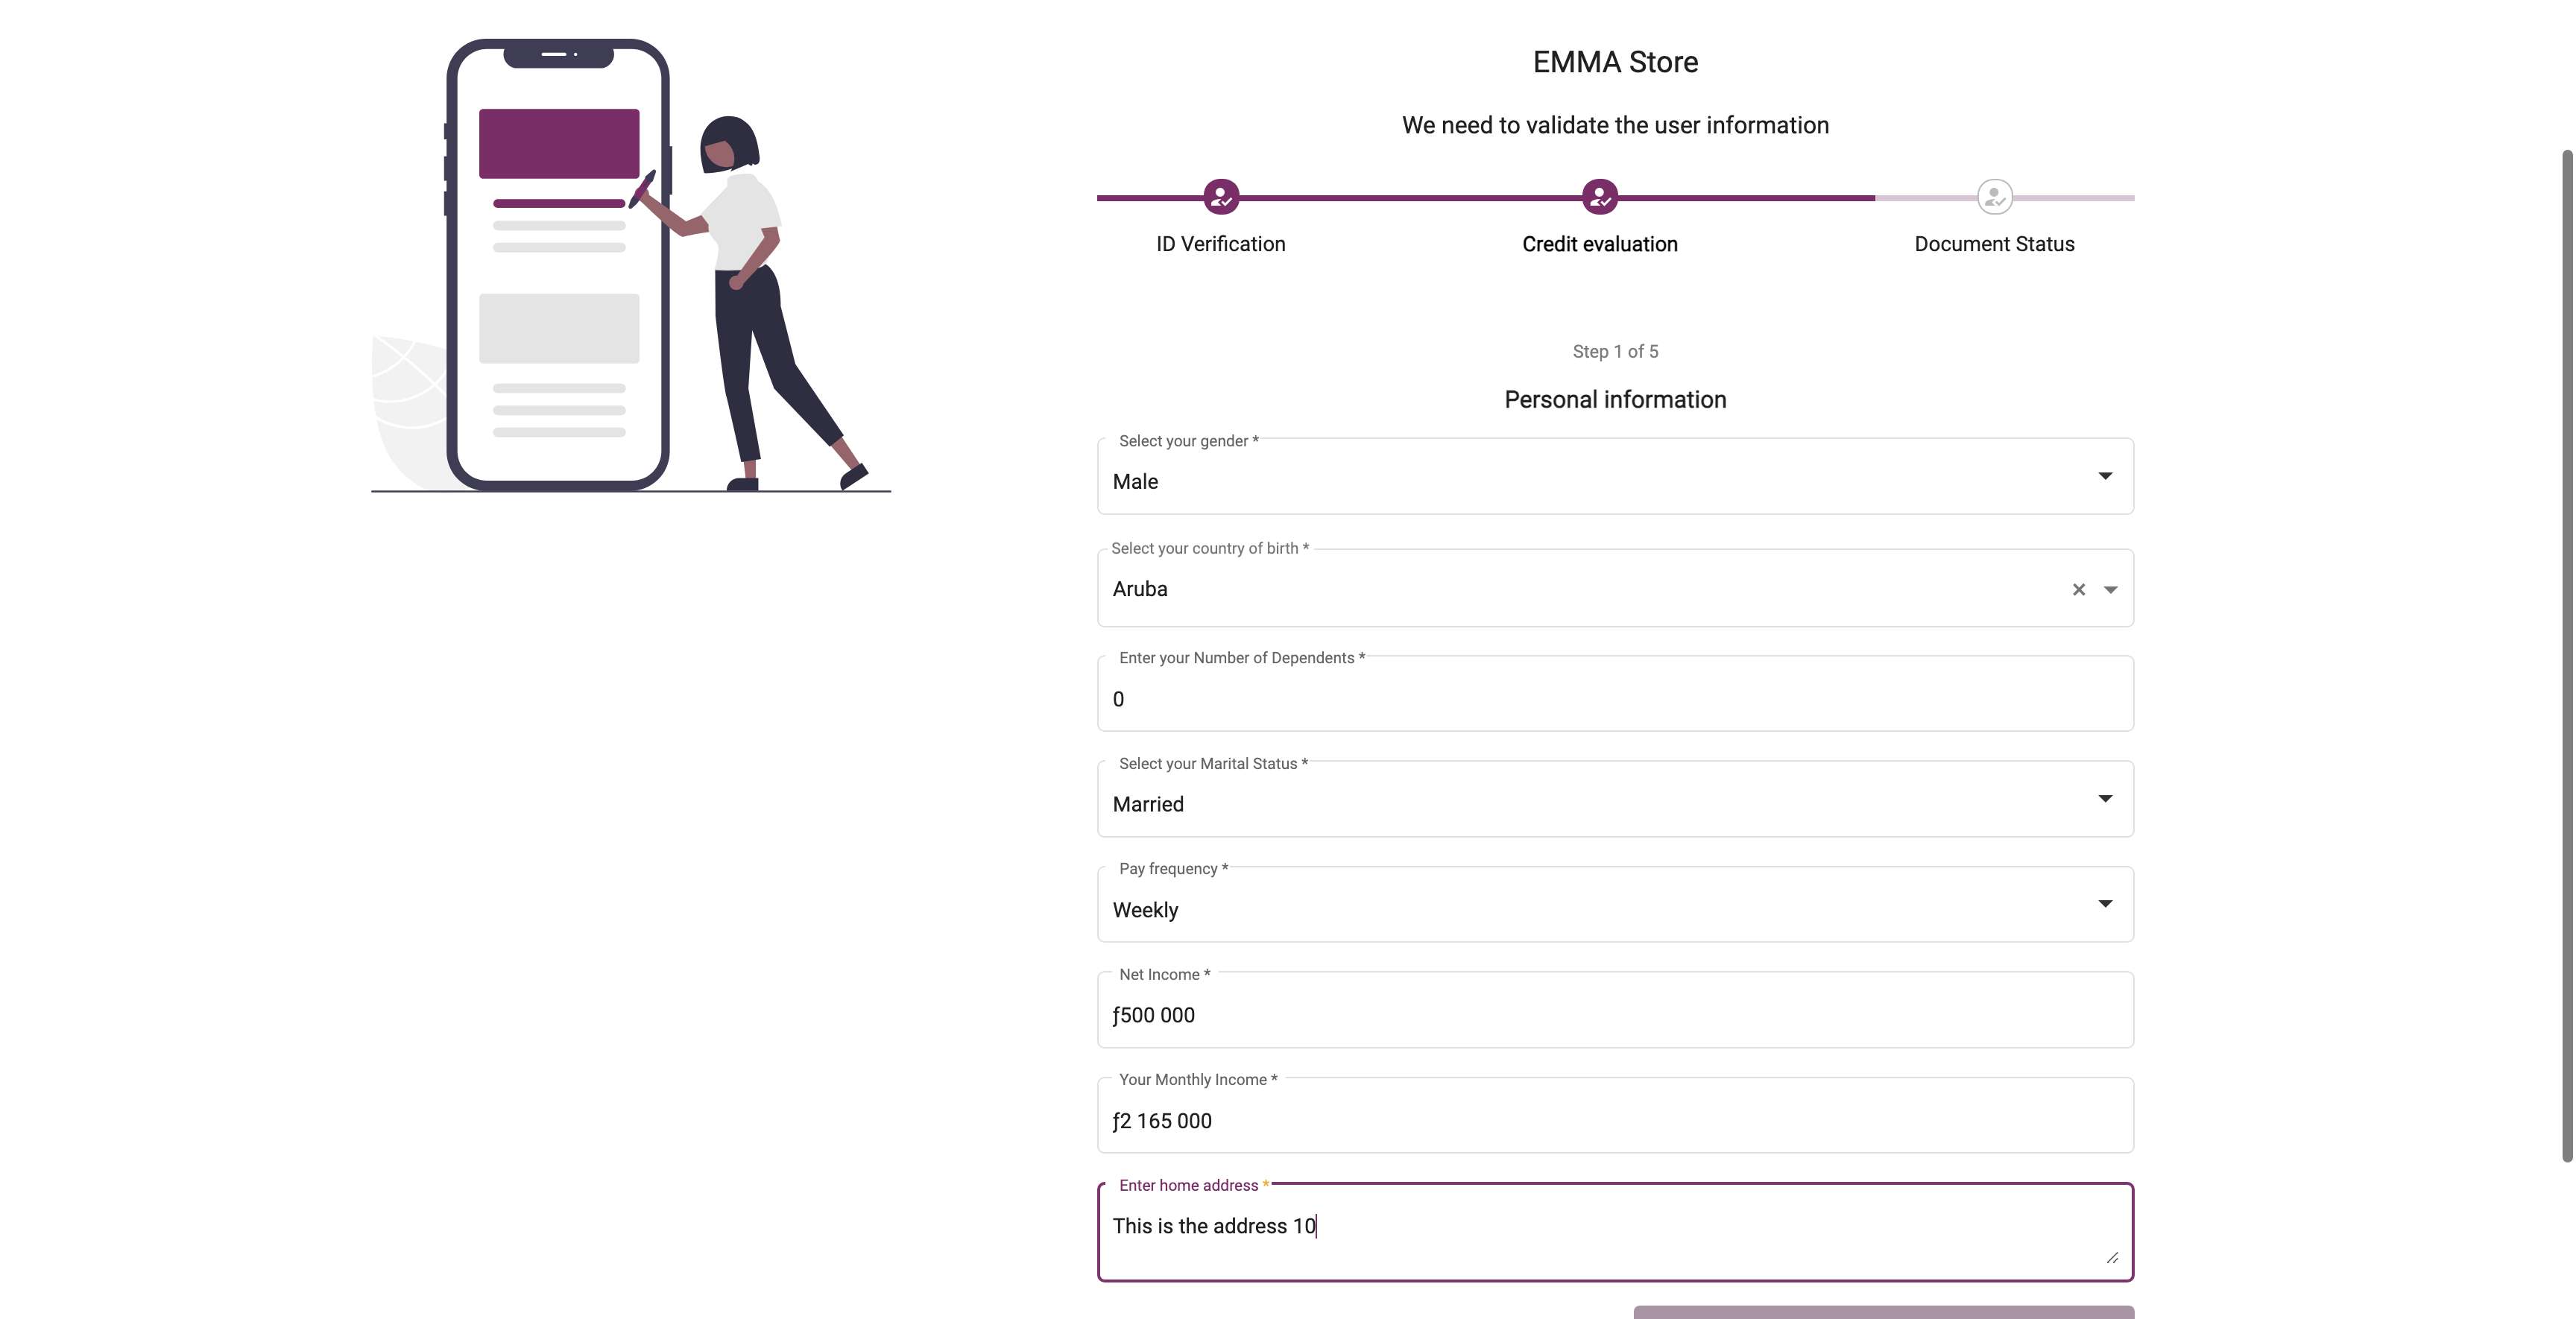 EMMA Store
We need to validate the user information
ID Verification
Credit evaluation
Document Status
Step 1 of 5
Personal information
Select your gender *
Male
Select your country of birth *
Aruba
Enter your Number of Dependents *
0
Select your Marital Status *
Married
Pay frequency *
Weekly
Net Income *
ƒ500 000
Your Monthly Income *
ƒ2 165 000
Enter home address *
This is the address 10